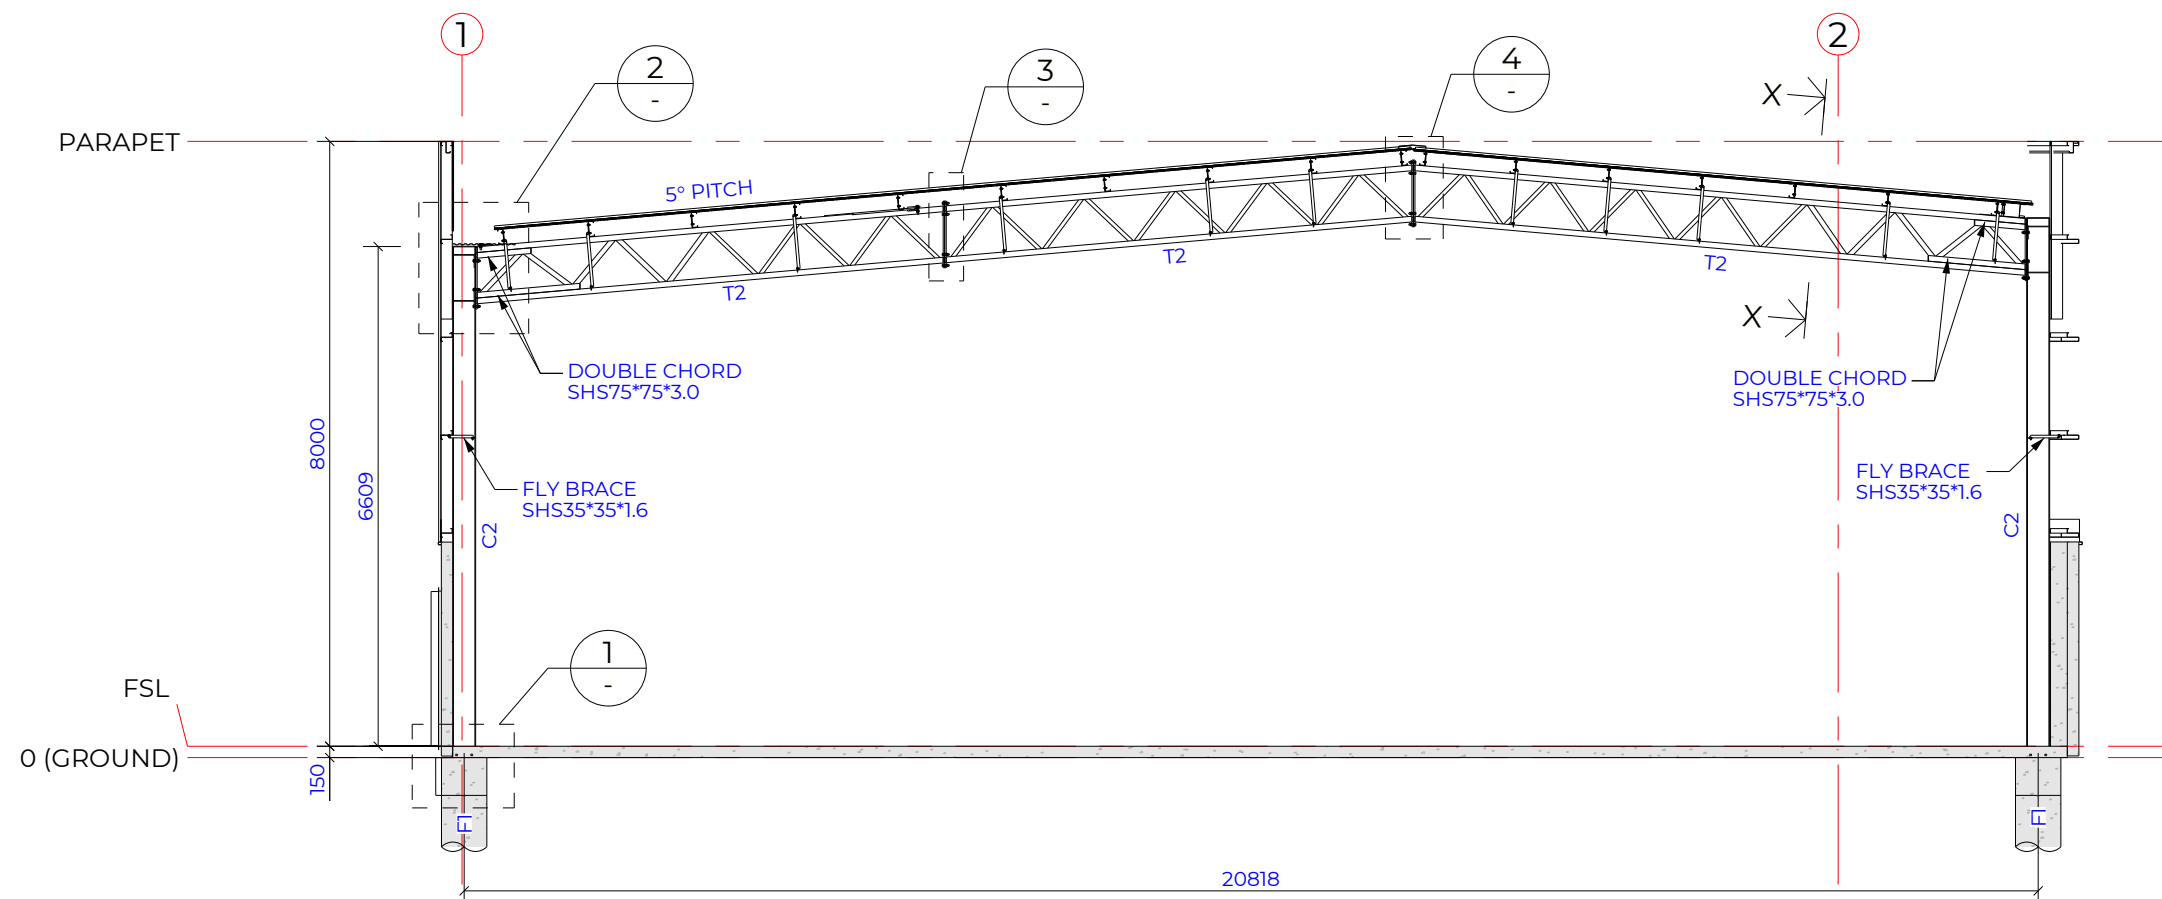 1
2
2
-
3
-
4
-
X
PARAPET
5° PITCH
T2
T2
T2
X
DOUBLE CHORD
SHS75*75*3.0
DOUBLE CHORD
SHS75*75*3.0
8000
6609
FLY BRACE
SHS35*35*1.6
FLY BRACE
SHS35*35*1.6
C2
C2
1
-
FSL
0 (GROUND)
150
F1
F1
20818